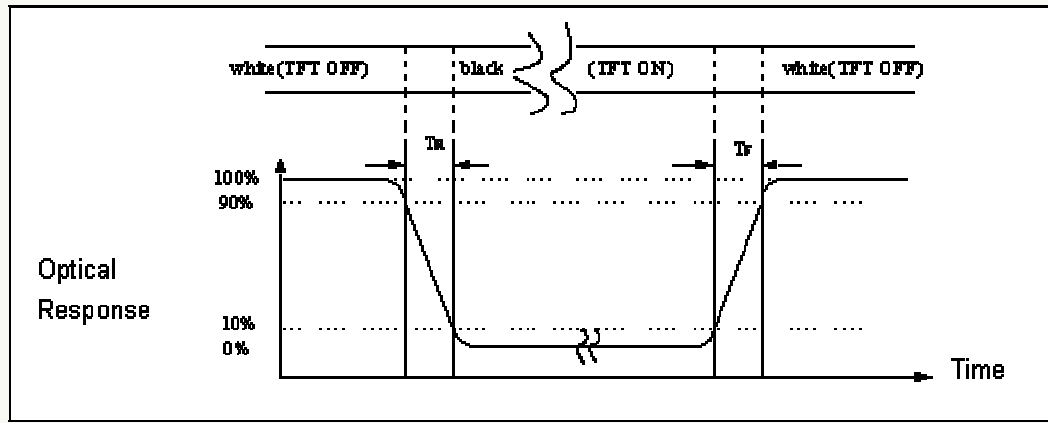 white(TFT OFF) black (TFT ON) white(TFT OFF)
TR TF
100%
90%
Optical
Response
10%
0%
Time